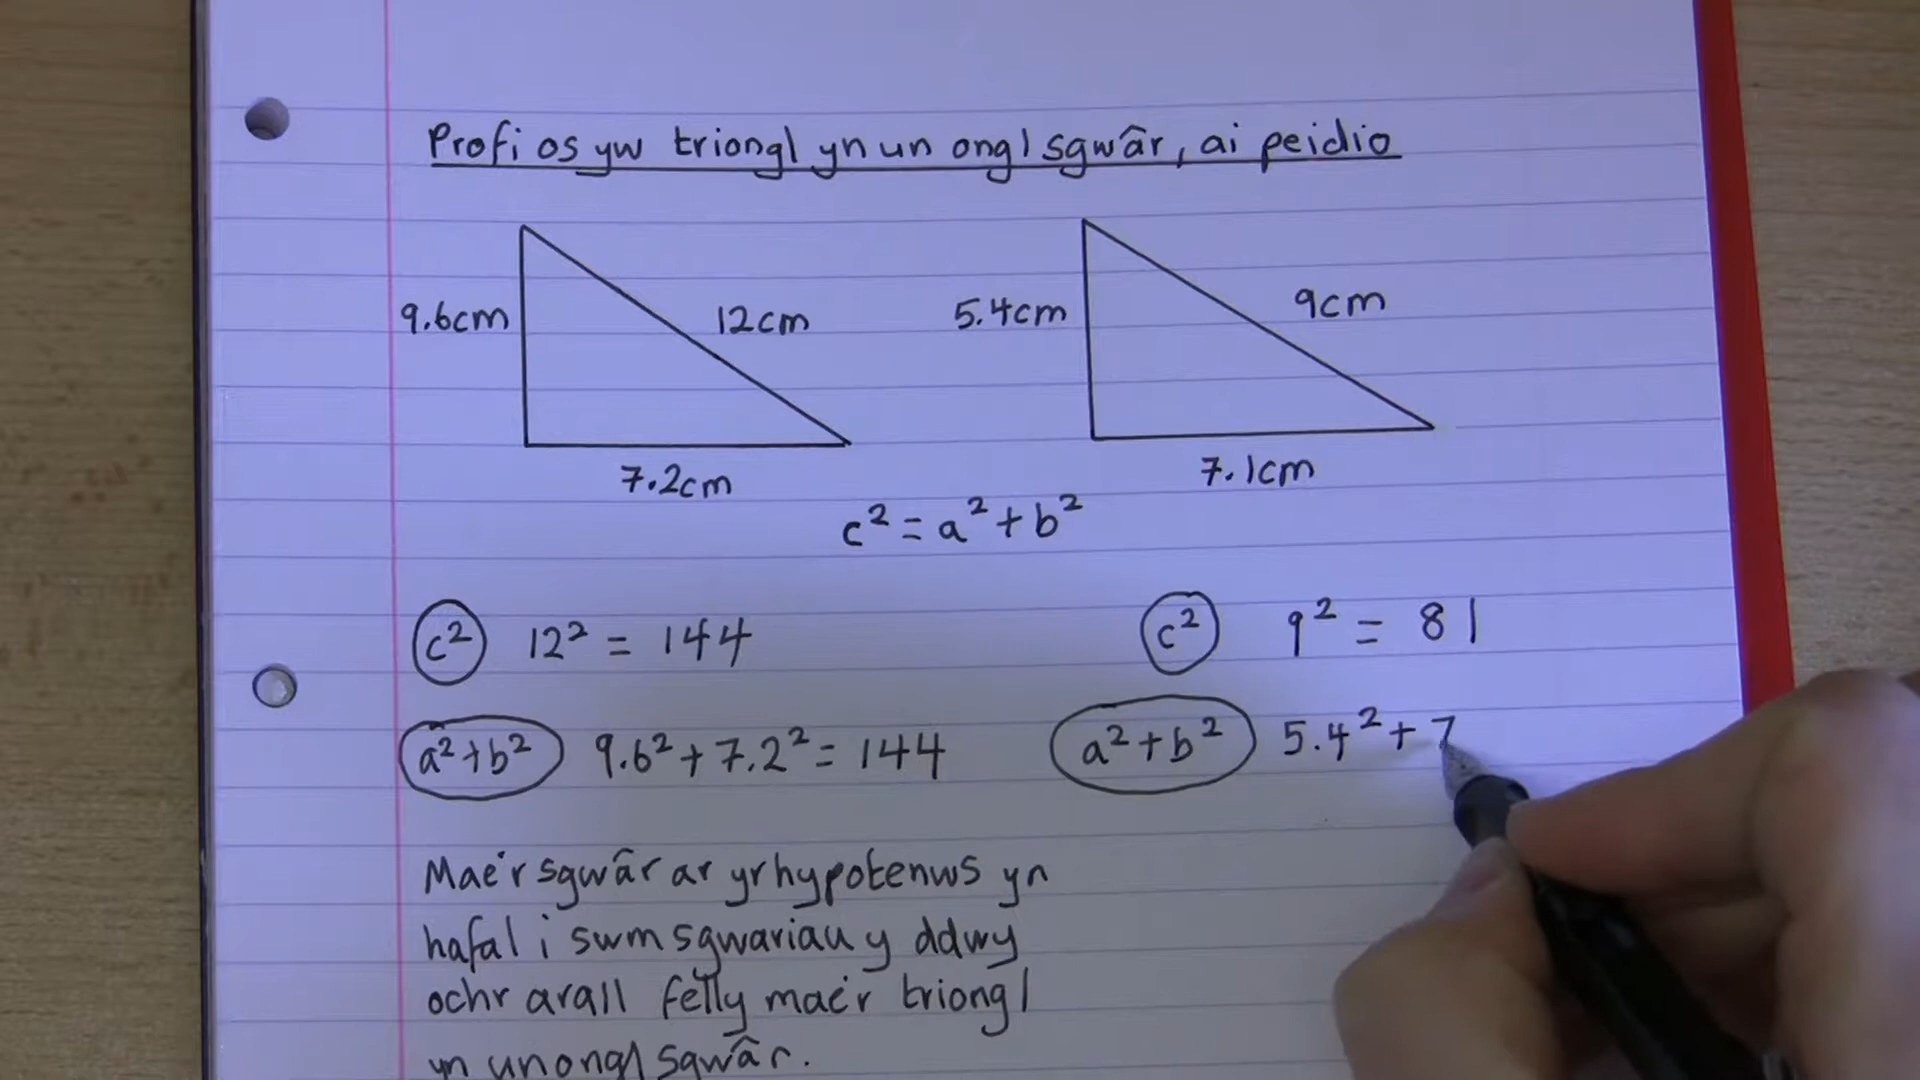 Profi os yw triongl yn un ongl sgwâr, ai peidio
9.6cm 12cm 5.4cm 9cm
7.2cm 7.1cm
c² = a² + b²
c² 12² = 144 c² 9² = 81
a²+b² 9.6² + 7.2² = 144 a²+b² 5.4² + 7
Mae'r sgwâr ar yr hypotenws yn
hafal i swm sgwariau y ddwy
ochr arall felly mae'r triongl
yn un ongl sgwâr.